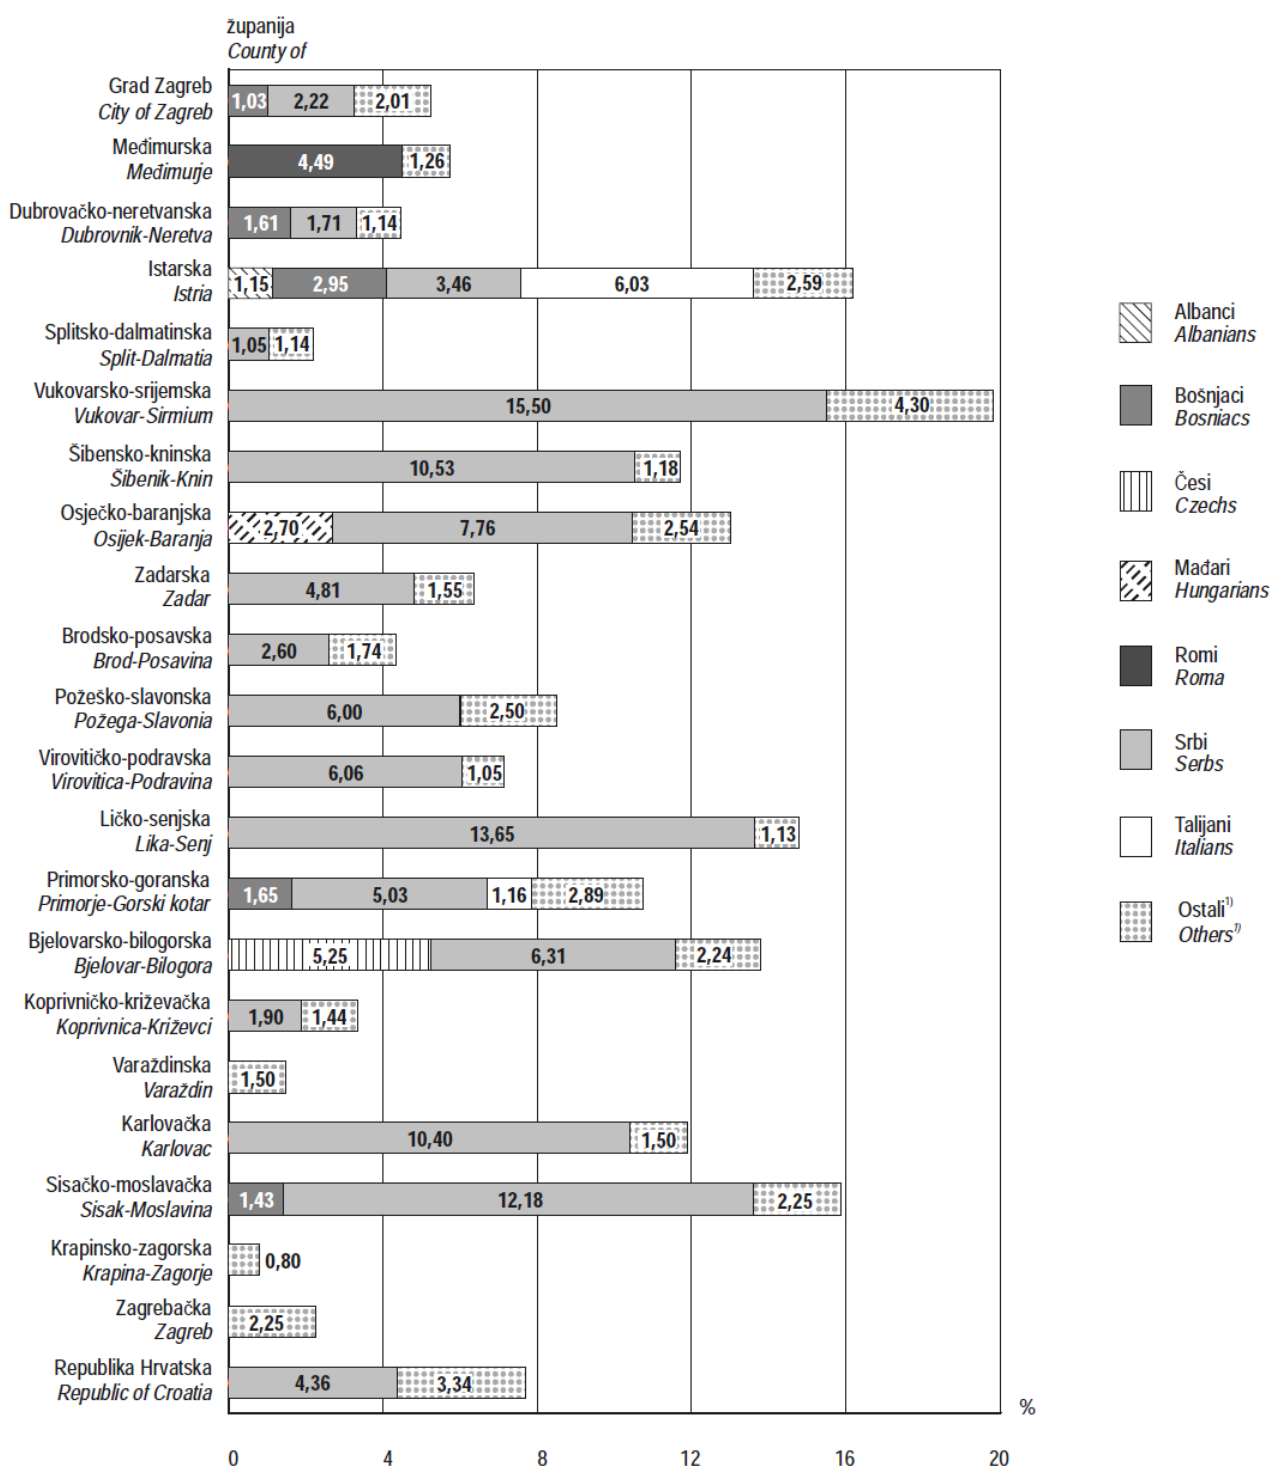 županija
County of
Grad Zagreb
City of Zagreb
1,03 2,22 2,01
Međimurska
Međimurje
4,49 1,26
Dubrovačko-neretvanska
Dubrovnik-Neretva
1,61 1,71 1,14
Istarska
Istria
1,15 2,95 3,46 6,03 2,59
Splitsko-dalmatinska
Split-Dalmatia
1,05 1,14
Vukovarsko-srijemska
Vukovar-Sirmium
15,50 4,30
Šibensko-kninska
Šibenik-Knin
10,53 1,18
Osječko-baranjska
Osijek-Baranja
2,70 7,76 2,54
Zadarska
Zadar
4,81 1,55
Brodsko-posavska
Brod-Posavina
2,60 1,74
Požeško-slavonska
Požega-Slavonia
6,00 2,50
Virovitičko-podravska
Virovitica-Podravina
6,06 1,05
Ličko-senjska
Lika-Senj
13,65 1,13
Primorsko-goranska
Primorje-Gorski kotar
1,65 5,03 1,16 2,89
Bjelovarsko-bilogorska
Bjelovar-Bilogora
5,25 6,31 2,24
Koprivničko-križevačka
Koprivnica-Križevci
1,90 1,44
Varaždinska
Varaždin
1,50
Karlovačka
Karlovac
10,40 1,50
Sisačko-moslavačka
Sisak-Moslavina
1,43 12,18 2,25
Krapinsko-zagorska
Krapina-Zagorje
0,80
Zagrebačka
Zagreb
2,25
Republika Hrvatska
Republic of Croatia
4,36 3,34
%
0 4 8 12 16 20
Albanci
Albanians
Bošnjaci
Bosniacs
Česi
Czechs
Mađari
Hungarians
Romi
Roma
Srbi
Serbs
Talijani
Italians
Ostali1)
Others1)